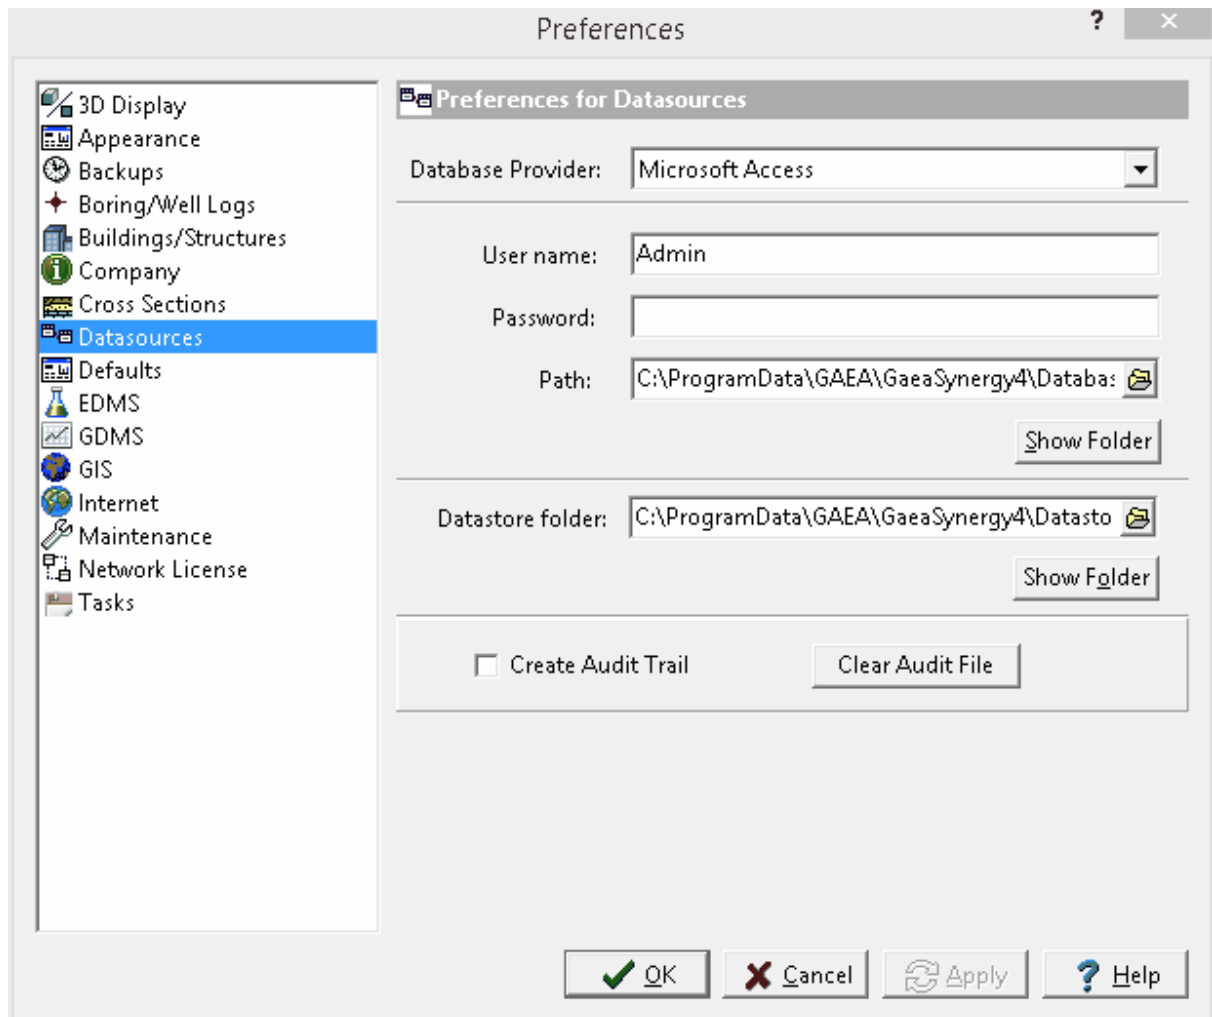 Preferences
?
3D Display
Appearance
Backups
Boring/Well Logs
Buildings/Structures
Company
Cross Sections
Datasources
Defaults
EDMS
GDMS
GIS
Internet
Maintenance
Network License
Tasks
Preferences for Datasources
Database Provider: Microsoft Access
User name: Admin
Password:
Path: C:\ProgramData\GAEA\GaeaSynergy4\Databas
Show Folder
Datastore folder: C:\ProgramData\GAEA\GaeaSynergy4\Datasto
Show Folder
Create Audit Trail Clear Audit File
OK Cancel Apply Help